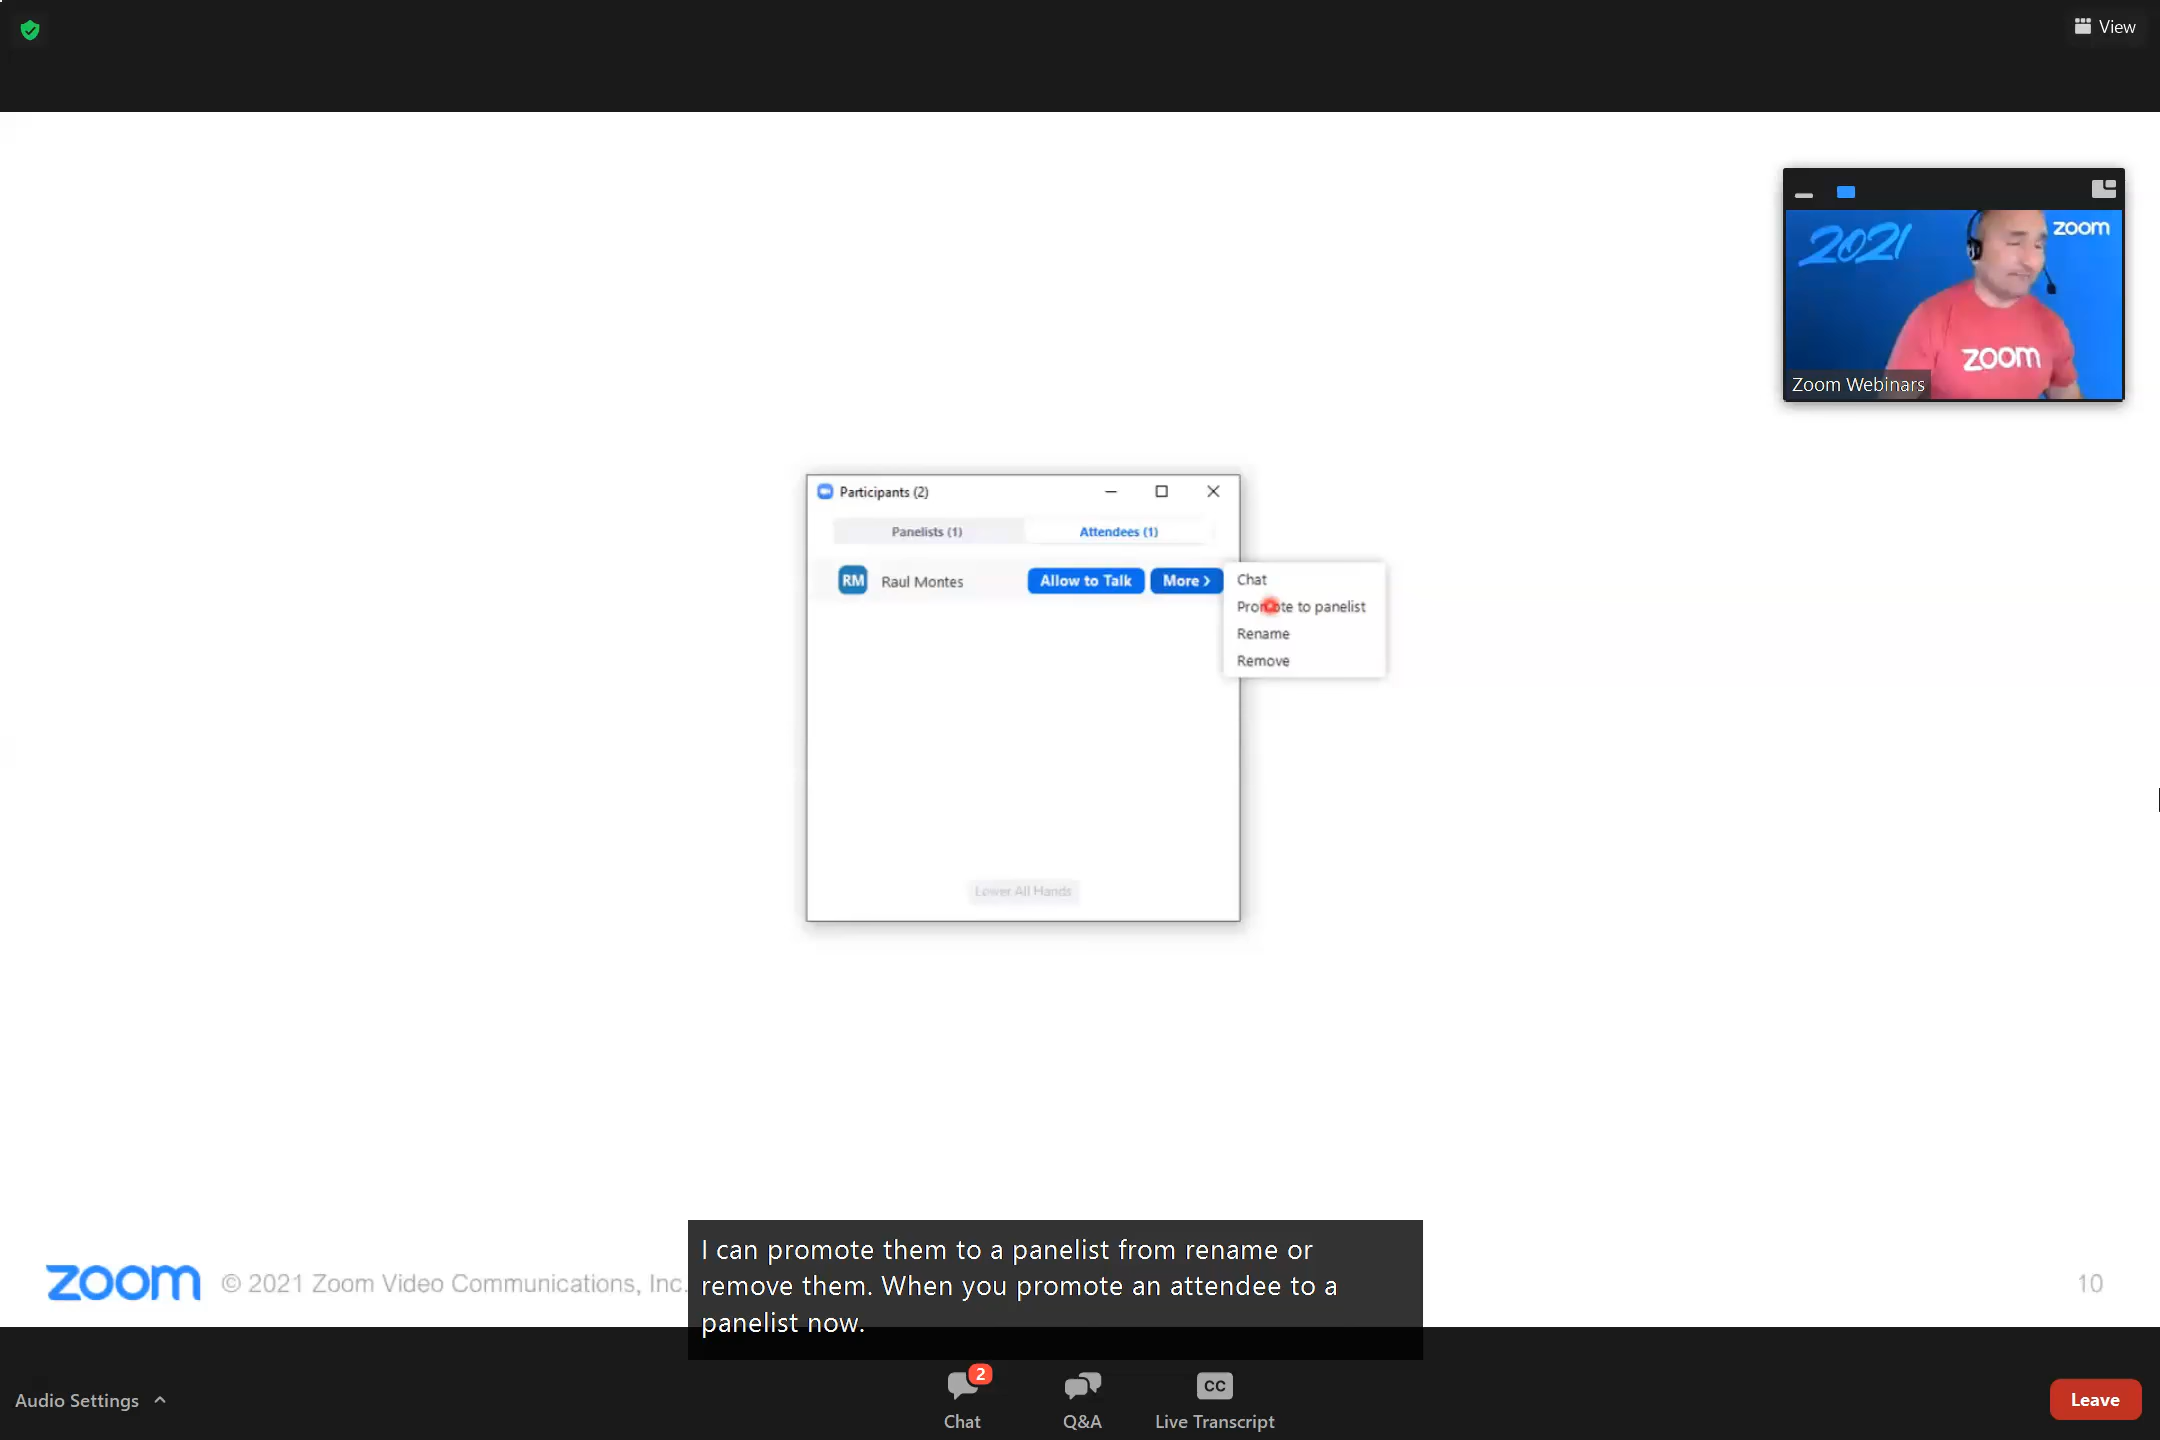 View
2021
zoom
zoom
Zoom Webinars
Participants (2)
Panelists (1)
Attendees (1)
RM
Raul Montes
Allow to Talk
More >
Chat
Promote to panelist
Rename
Remove
Lower All Hands
I can promote them to a panelist from rename or
remove them. When you promote an attendee to a
panelist now.
zoom © 2021 Zoom Video Communications, Inc.
10
Audio Settings
2
Chat
Q&A
CC
Live Transcript
Leave